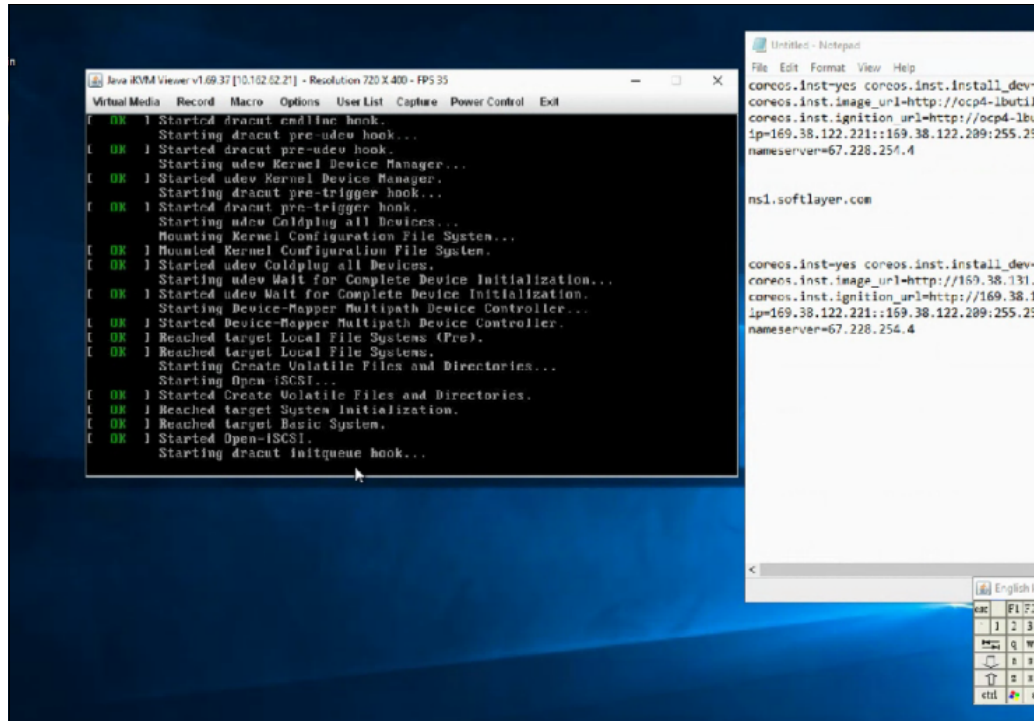 Java iKVM Viewer v1.69.37 [10.162.62.21] - Resolution 720 X 400 - FPS 35
Virtual Media Record Macro Options User List Capture Power Control Exit
[ OK ] Started dracut cmdline hook.
Starting dracut pre-udev hook...
[ OK ] Started dracut pre-udev hook.
Starting udev Kernel Device Manager...
[ OK ] Started udev Kernel Device Manager.
Starting dracut pre-trigger hook...
[ OK ] Started dracut pre-trigger hook.
Starting udev Coldplug all Devices...
Mounting Kernel Configuration File System...
[ OK ] Mounted Kernel Configuration File System.
[ OK ] Started udev Coldplug all Devices.
Starting udev Wait for Complete Device Initialization...
[ OK ] Started udev Wait for Complete Device Initialization.
Starting Device-Mapper Multipath Device Controller...
[ OK ] Started Device-Mapper Multipath Device Controller.
[ OK ] Reached target Local File Systems (Pre).
[ OK ] Reached target Local File Systems.
Starting Create Volatile Files and Directories...
Starting Open-iSCSI...
[ OK ] Started Create Volatile Files and Directories.
[ OK ] Reached target System Initialization.
[ OK ] Reached target Basic System.
[ OK ] Started Open-iSCSI.
Starting dracut initqueue hook...
Untitled - Notepad
File Edit Format View Help
coreos.inst=yes coreos.inst.install_dev=
coreos.inst.image_url=http://ocp4-lbutil
coreos.inst.ignition_url=http://ocp4-lbu
ip=169.38.122.221::169.38.122.209:255.25
nameserver=67.228.254.4
ns1.softlayer.com
coreos.inst=yes coreos.inst.install_dev=
coreos.inst.image_url=http://169.38.131.
coreos.inst.ignition_url=http://169.38.1
ip=169.38.122.221::169.38.122.209:255.25
nameserver=67.228.254.4
English
esc F1
1 2 3
q w
ctrl